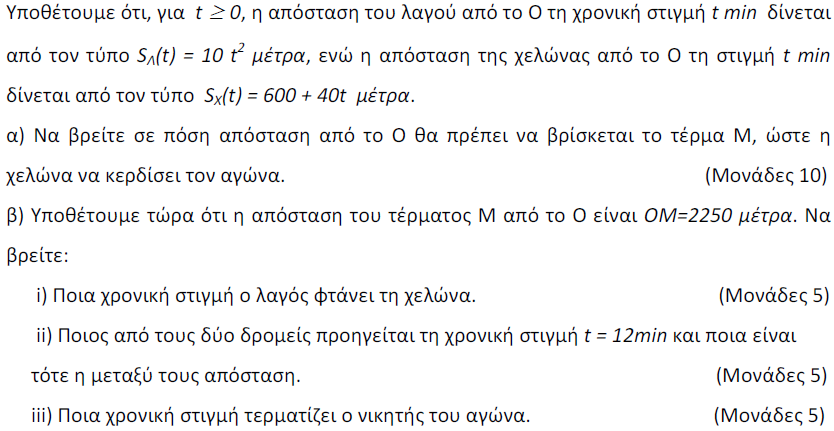 Υποθέτουμε ότι, για t ≥ 0, η απόσταση του λαγού από το Ο τη χρονική στιγμή t min δίνεται
από τον τύπο S_Λ(t) = 10 t² μέτρα, ενώ η απόσταση της χελώνας από το Ο τη στιγμή t min
δίνεται από τον τύπο S_X(t) = 600 + 40t μέτρα.
α) Να βρείτε σε πόση απόσταση από το Ο θα πρέπει να βρίσκεται το τέρμα Μ, ώστε η
χελώνα να κερδίσει τον αγώνα. (Μονάδες 10)
β) Υποθέτουμε τώρα ότι η απόσταση του τέρματος Μ από το Ο είναι ΟΜ=2250 μέτρα. Να
βρείτε:
i) Ποια χρονική στιγμή ο λαγός φτάνει τη χελώνα. (Μονάδες 5)
ii) Ποιος από τους δύο δρομείς προηγείται τη χρονική στιγμή t = 12min και ποια είναι
τότε η μεταξύ τους απόσταση. (Μονάδες 5)
iii) Ποια χρονική στιγμή τερματίζει ο νικητής του αγώνα. (Μονάδες 5)